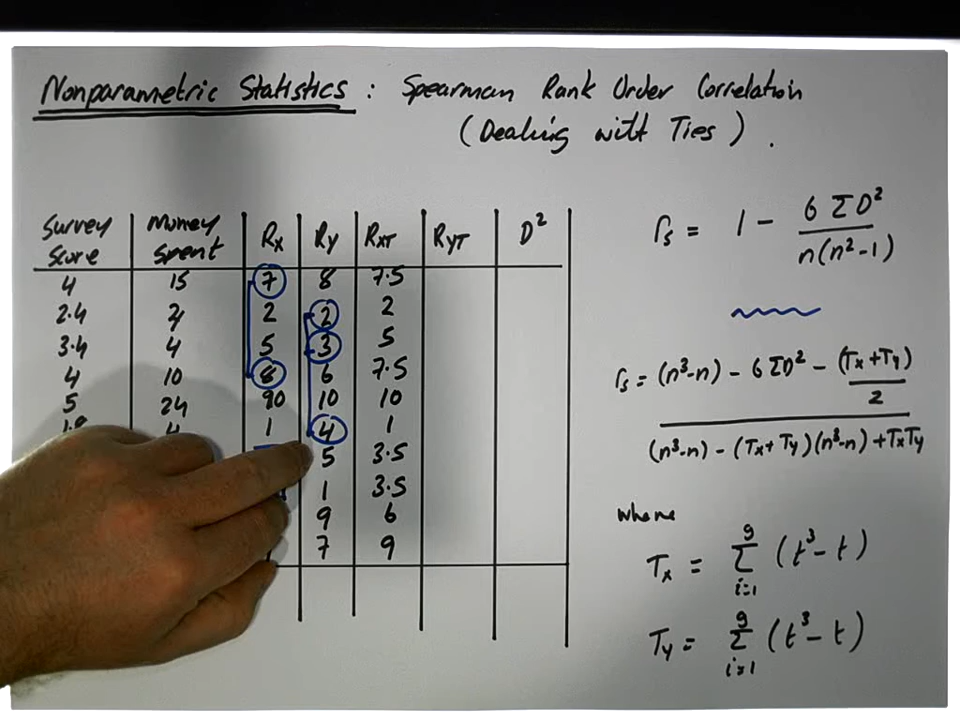 Nonparametric Statistics : Spearman Rank Order Correlation
(Dealing with Ties).
Survey Score | Money Spent | Rx | Ry | RxT | RyT | D²
4 | 15 | 7 | 8 | 7.5
2.4 | | 2 | 2 | 2
3.4 | 4 | 5 | 3 | 5
4 | 10 | 8 | 6 | 7.5
5 | 24 | | 10 | 10
1 | 4 | 1
5 | 3.5
1 | 3.5
9 | 6
7 | 9
rs = 1 - 6 ΣD² / n(n²-1)
rs = (n³-n) - 6 ΣD² - (Tx+Ty)/2
(n³-n) - (Tx+Ty)(n³-n) + TxTy
where
Tx = g Σ i=1 (t³-t)
Ty = g Σ i=1 (t³-t)